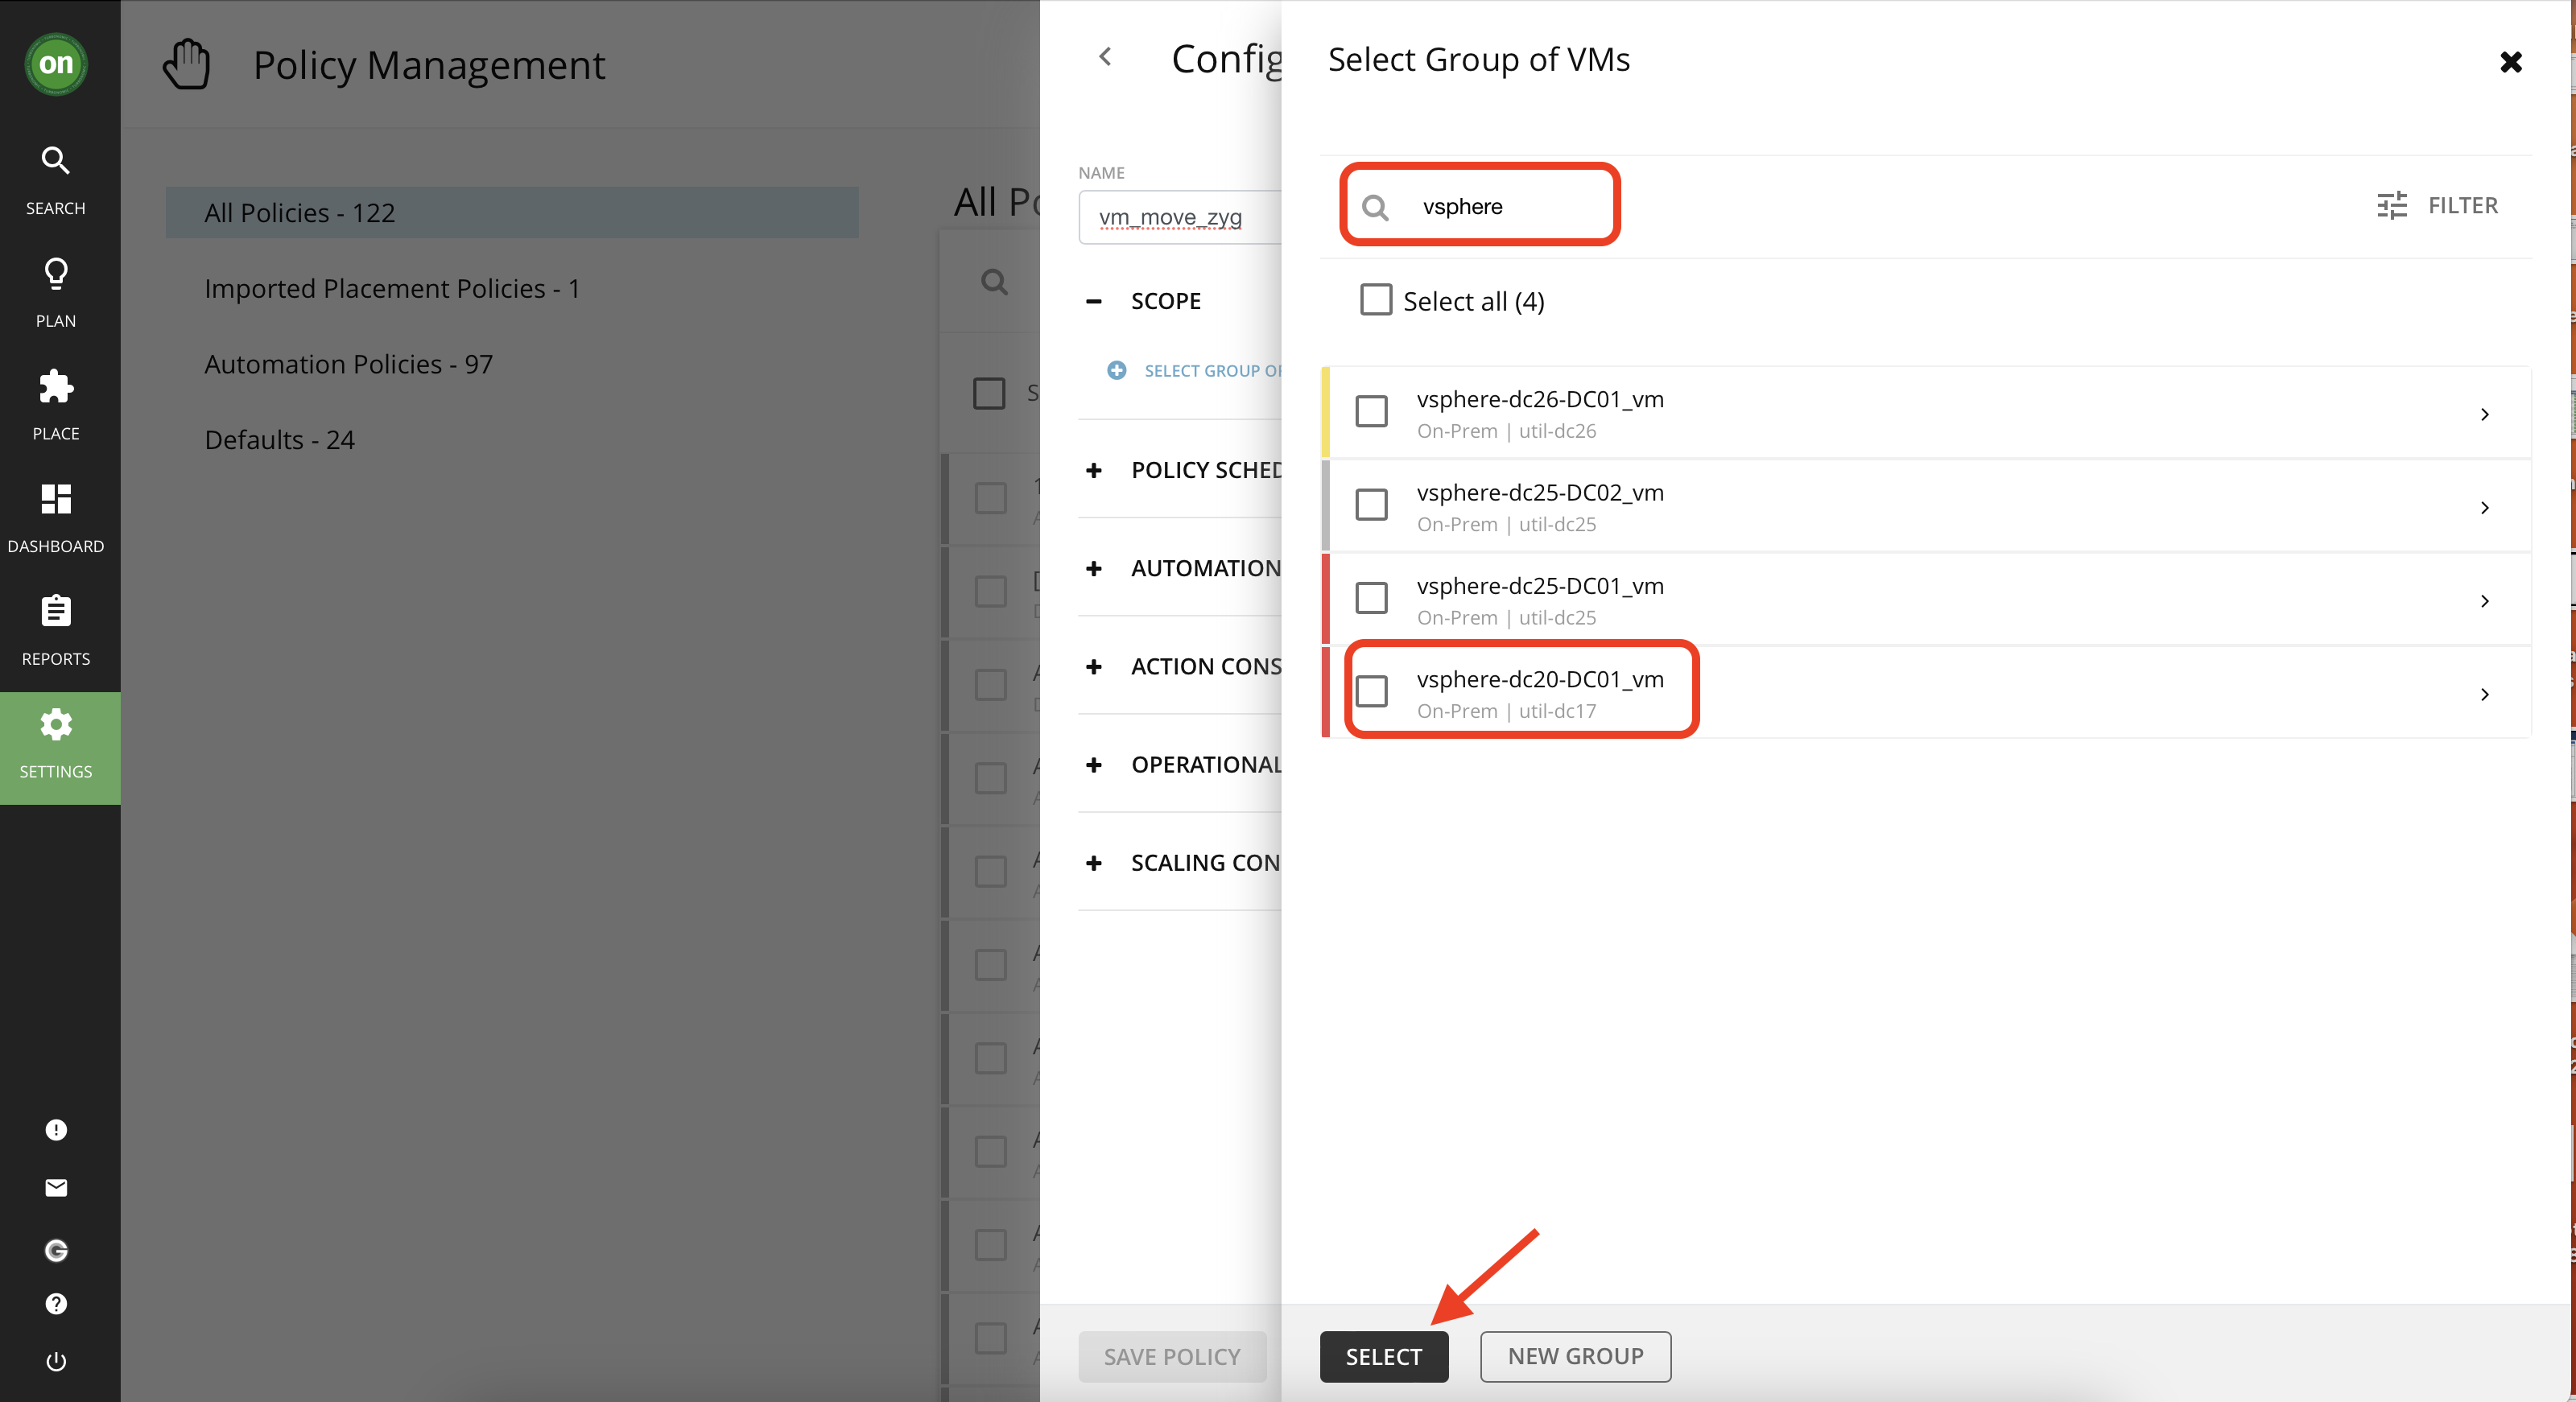 on
SEARCH
PLAN
PLACE
DASHBOARD
REPORTS
SETTINGS
Policy Management
All Policies - 122
Imported Placement Policies - 1
Automation Policies - 97
Defaults - 24
All Po
Config
NAME
vm_move_zyg
SCOPE
SELECT GROUP OF
POLICY SCHED
AUTOMATION
ACTION CONS
OPERATIONAL
SCALING CON
SAVE POLICY
Select Group of VMs
vsphere
FILTER
Select all (4)
vsphere-dc26-DC01_vm
On-Prem | util-dc26
vsphere-dc25-DC02_vm
On-Prem | util-dc25
vsphere-dc25-DC01_vm
On-Prem | util-dc25
vsphere-dc20-DC01_vm
On-Prem | util-dc17
SELECT
NEW GROUP